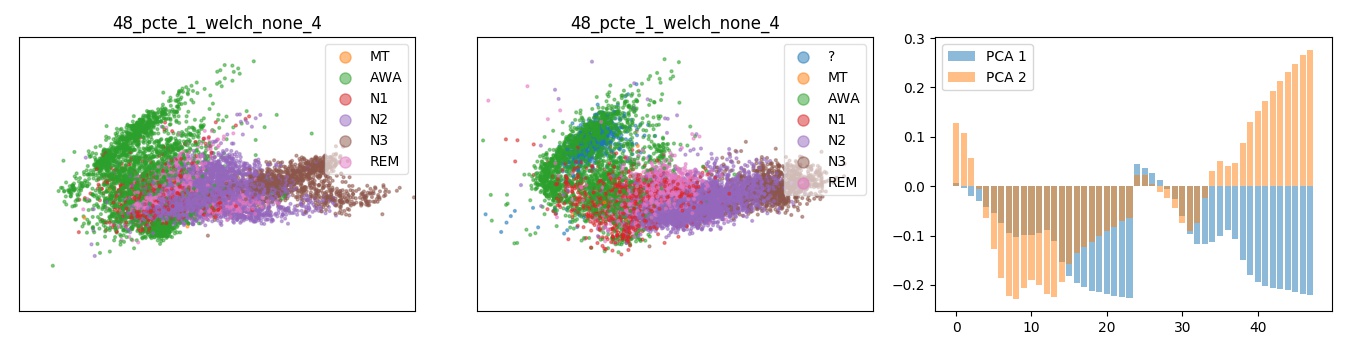 48_pcte_1_welch_none_4
MT
AWA
N1
N2
N3
REM
48_pcte_1_welch_none_4
?
MT
AWA
N1
N2
N3
REM
PCA 1
PCA 2
0.3
0.2
0.1
0.0
−0.1
−0.2
0 10 20 30 40